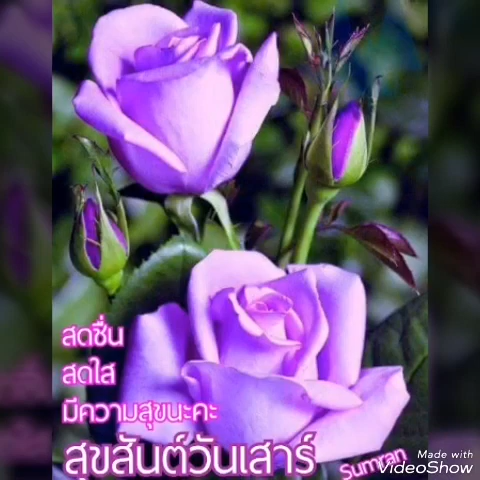 สดชื่น
สดใส
มีความสุขนะคะ
สุขสันต์วันเสาร์
Sumran
Made with
VideoShow